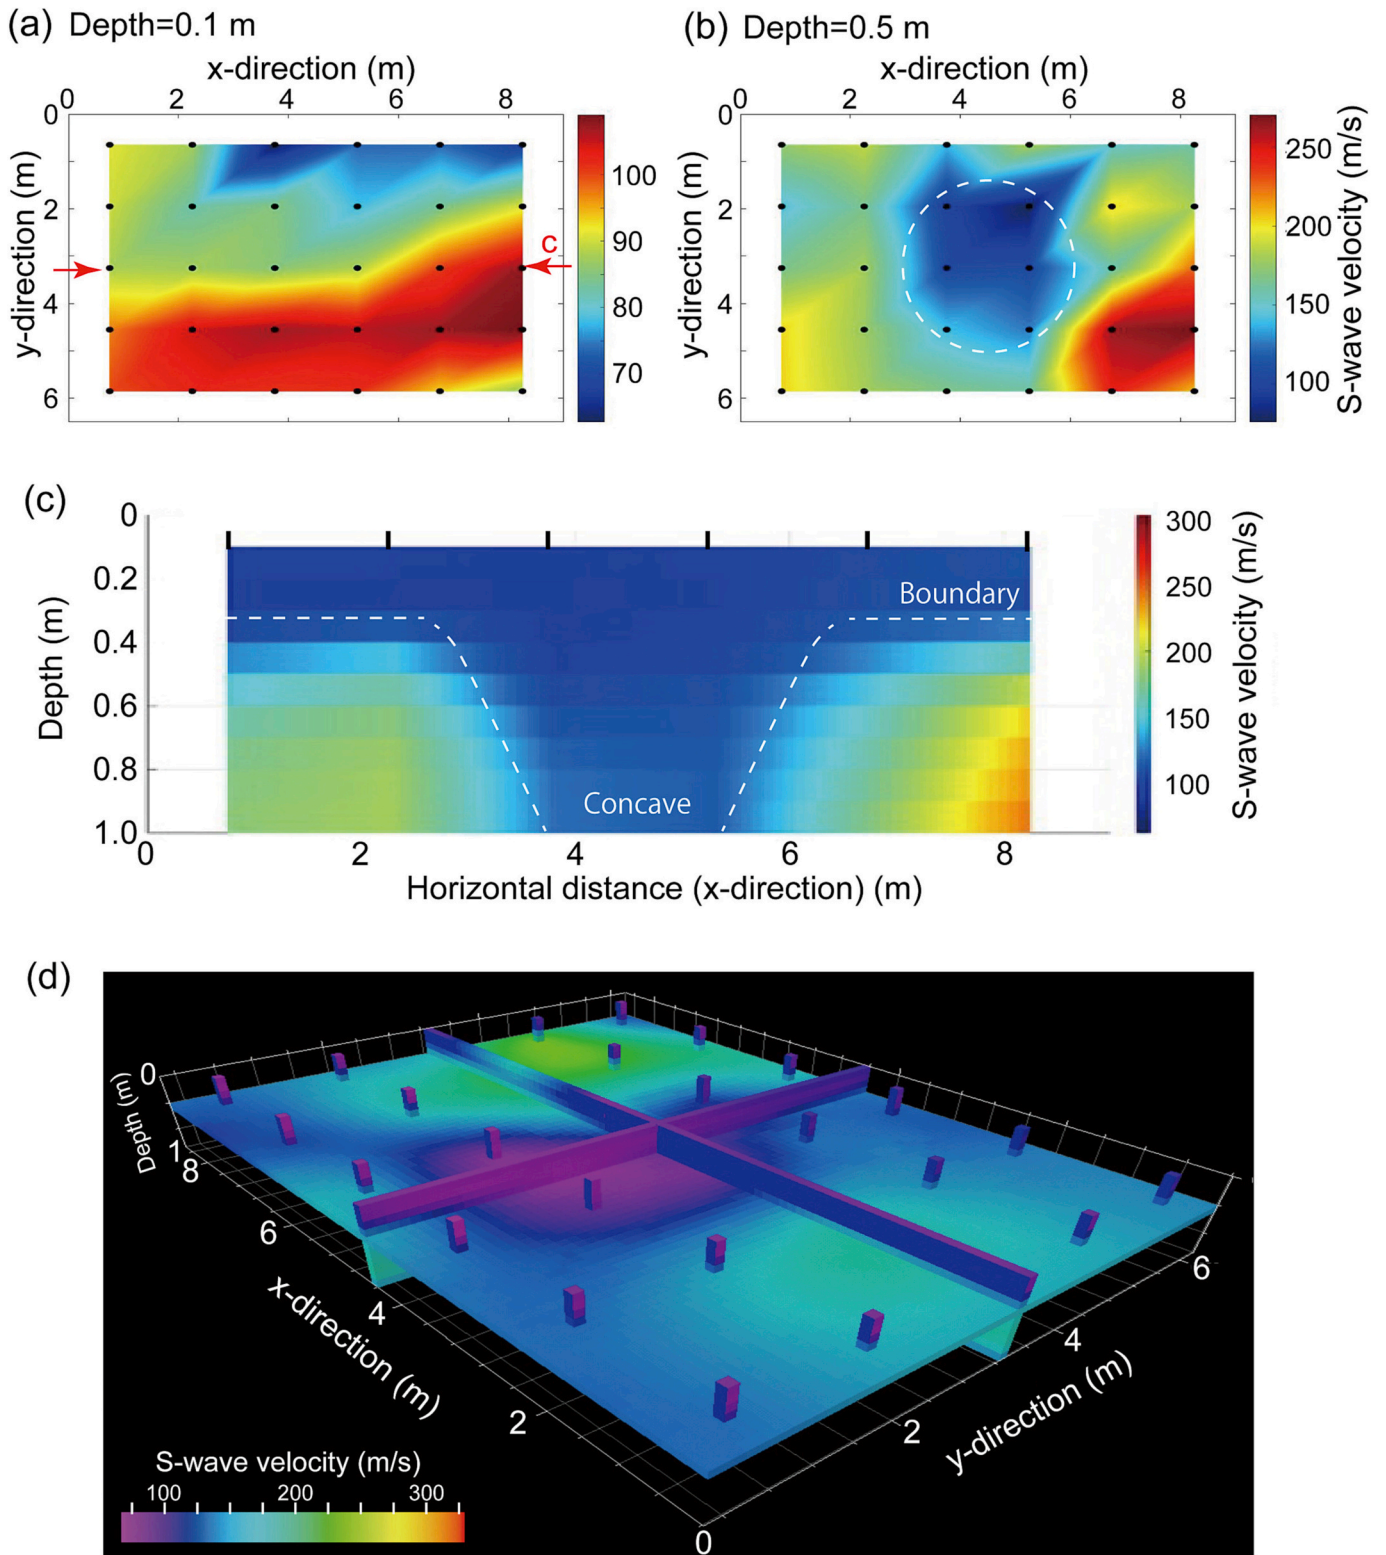 (a) Depth=0.1 m
x-direction (m)
0 2 4 6 8
0
2
4
6
y-direction (m)
c
100
90
80
70
(b) Depth=0.5 m
x-direction (m)
0 2 4 6 8
0
2
4
6
y-direction (m)
250
200
150
100
S-wave velocity (m/s)
(c)
0
0.2
0.4
0.6
0.8
1.0
Depth (m)
Boundary
Concave
0 2 4 6 8
Horizontal distance (x-direction) (m)
300
250
200
150
100
S-wave velocity (m/s)
(d)
0
Depth (m)
1
8
6
4
2
0
x-direction (m)
2
4
6
y-direction (m)
S-wave velocity (m/s)
100 200 300